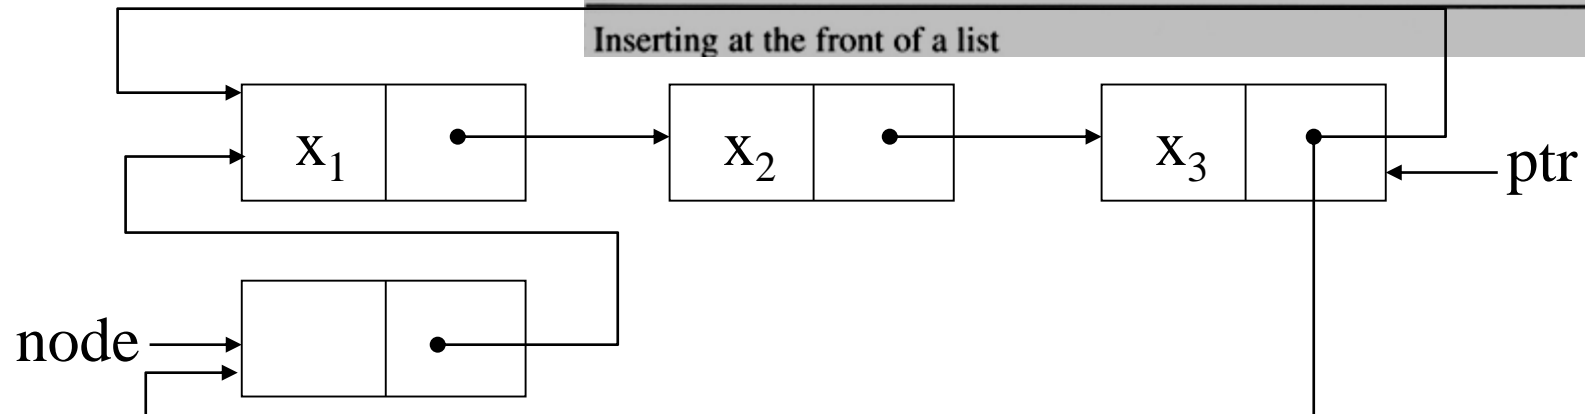 Inserting at the front of a list
x₁ x₂ x₃
ptr
node